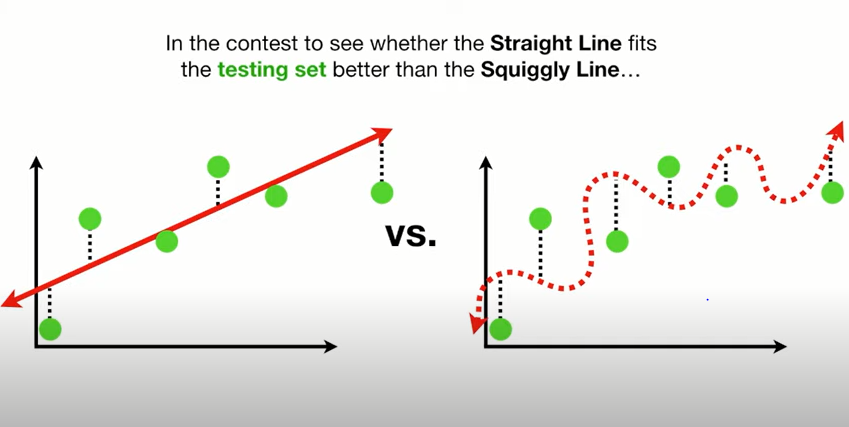 In the contest to see whether the Straight Line fits
the testing set better than the Squiggly Line…
vs.